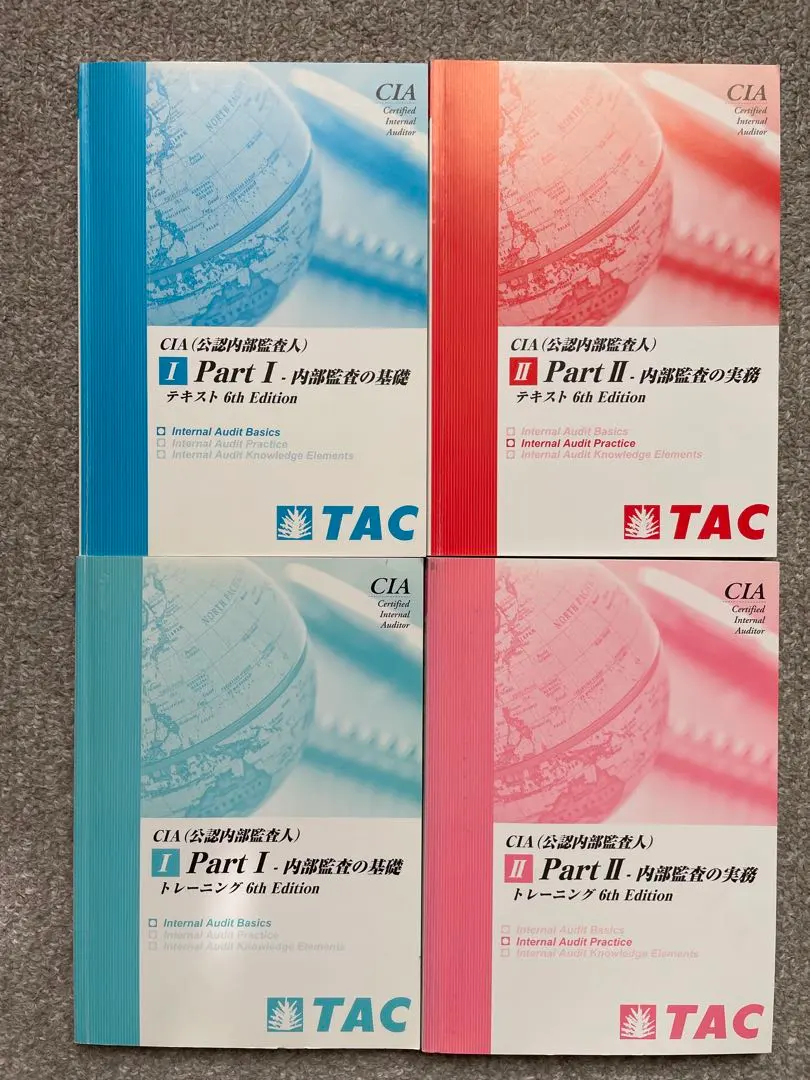 CIA
Certified
Internal
Auditor
CIA(公認内部監査人)
I Part I - 内部監査の基礎
テキスト 6th Edition
Internal Audit Basics
Internal Audit Practice
Internal Audit Knowledge Elements
TAC
CIA
Certified
Internal
Auditor
CIA(公認内部監査人)
II Part II - 内部監査の実務
テキスト 6th Edition
Internal Audit Basics
Internal Audit Practice
Internal Audit Knowledge Elements
TAC
CIA
Certified
Internal
Auditor
CIA(公認内部監査人)
I Part I - 内部監査の基礎
トレーニング 6th Edition
Internal Audit Basics
Internal Audit Practice
Internal Audit Knowledge Elements
TAC
CIA
Certified
Internal
Auditor
CIA(公認内部監査人)
II Part II - 内部監査の実務
トレーニング 6th Edition
Internal Audit Basics
Internal Audit Practice
Internal Audit Knowledge Elements
TAC